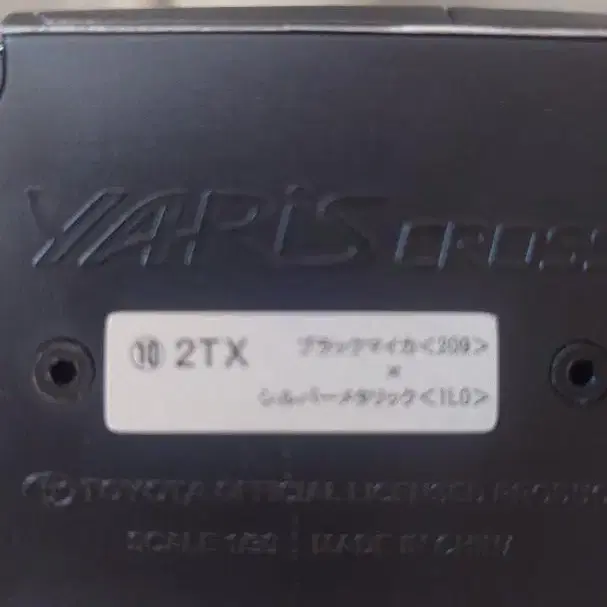 YARiS CROSS
⑩ 2TX ブラックマイカ<209>
×
シルバーメタリック<1L0>
TOYOTA OFFICIAL LICENSED PRODUC
SCALE 1/30 MADE IN CHINA